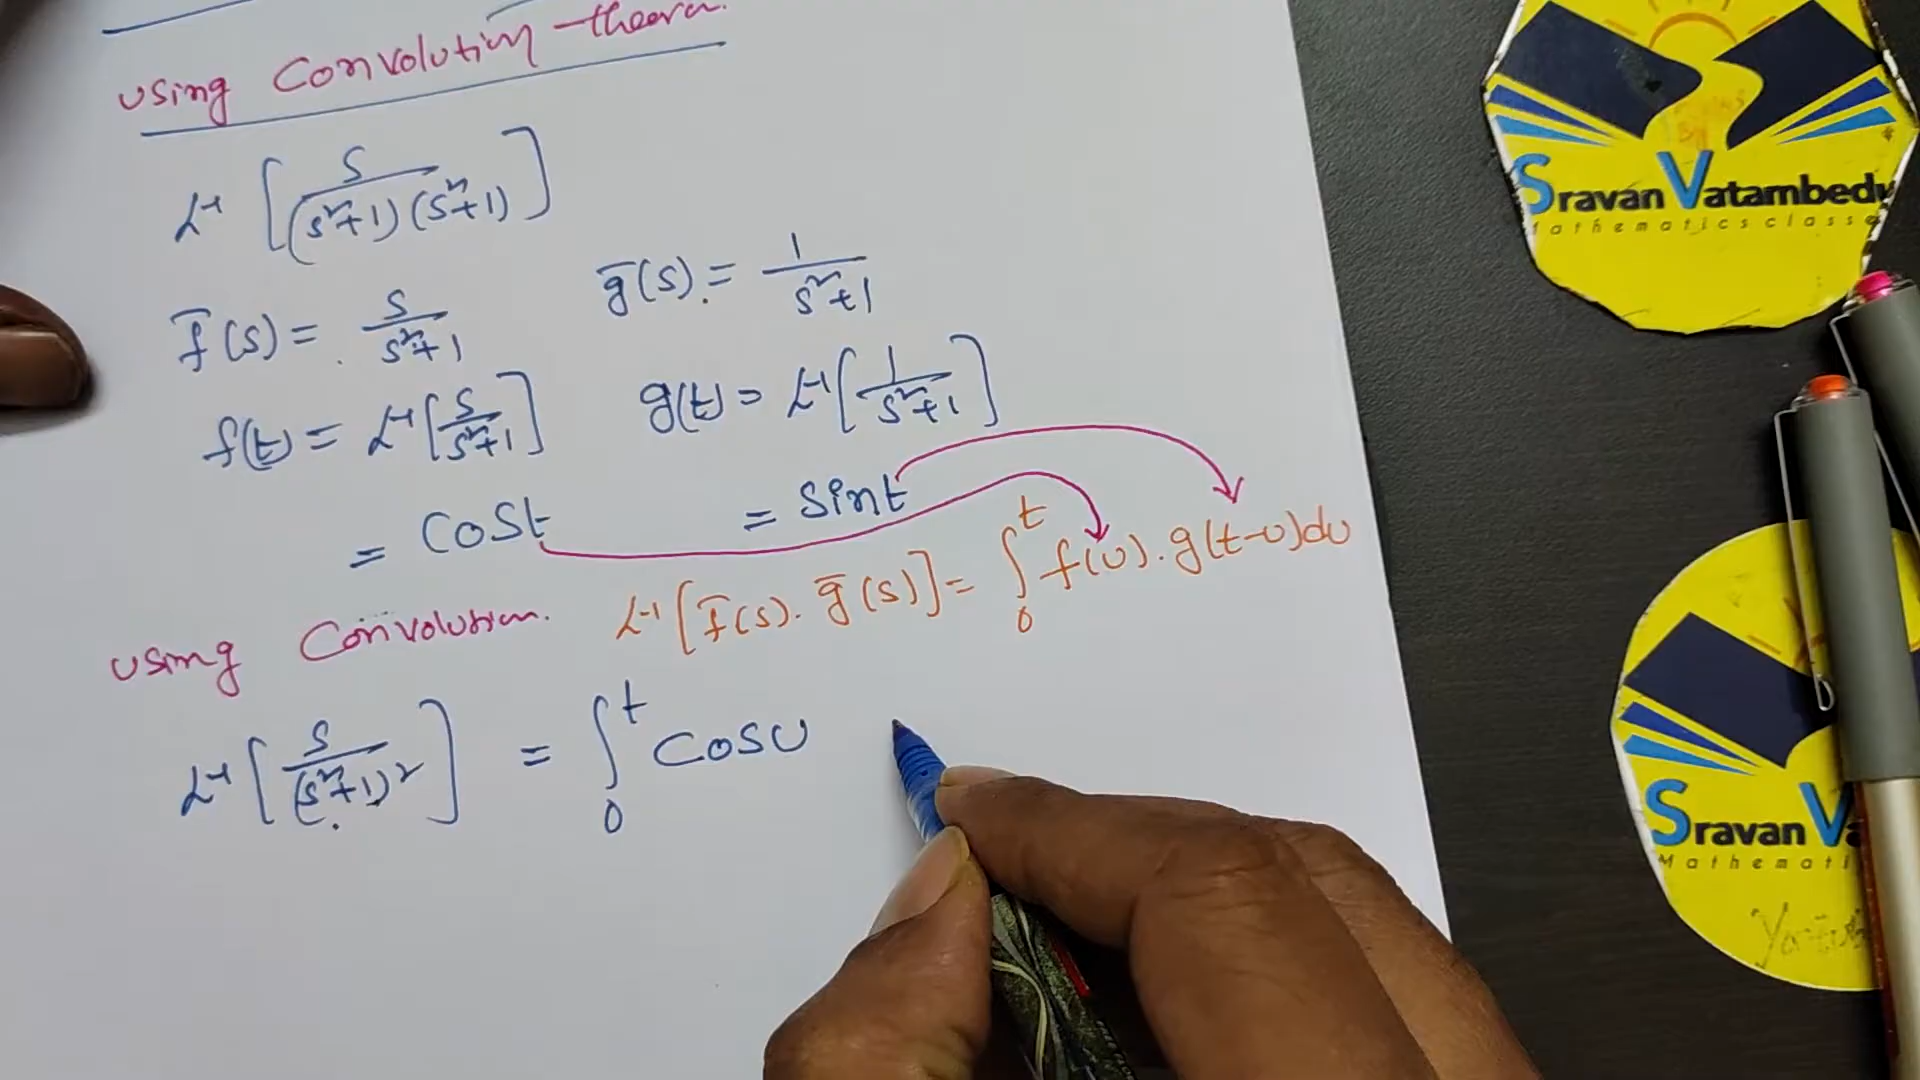 using Convolution theorem.
L⁻¹ [ s / (s²+1)(s²+1) ]
f̄(s) = s / s²+1    ḡ(s) = 1 / s²+1
f(t) = L⁻¹[ s / s²+1 ]    g(t) = L⁻¹[ 1 / s²+1 ]
= cost    = sint
using Convolution. L⁻¹[f̄(s). ḡ(s)] = ∫₀ᵗ f(u). g(t-u)du
L⁻¹[ s / (s²+1)² ] = ∫₀ᵗ cosu
Sravan Vatambedu
Mathematics classe
Sravan Va
Mathemati